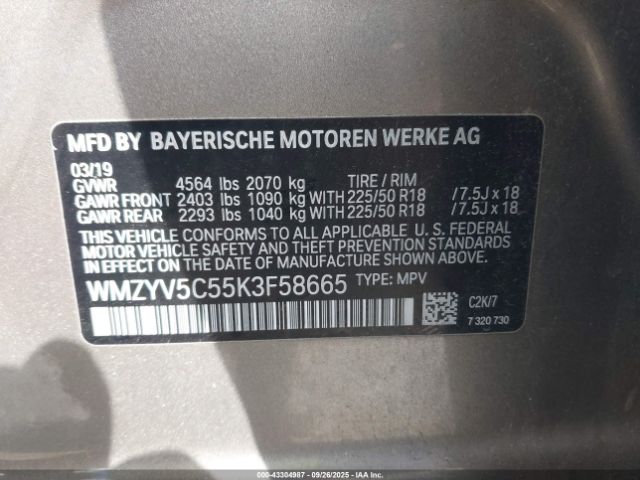 MFD BY BAYERISCHE MOTOREN WERKE AG
03/19
GVWR 4564 lbs 2070 kg TIRE / RIM
GAWR FRONT 2403 lbs 1090 kg WITH 225/50 R18 /7.5J x 18
GAWR REAR 2293 lbs 1040 kg WITH 225/50 R18 /7.5J x 18
THIS VEHICLE CONFORMS TO ALL APPLICABLE U. S. FEDERAL
MOTOR VEHICLE SAFETY AND THEFT PREVENTION
STANDARDS IN EFFECT ON THE DATE OF MANUFACTURE SHOWN ABOVE.
WMZYV5C55K3F58665 TYPE: MPV
C2K/7
7 320 730
000-43304987 - 09/26/2025 - IAAI.COM